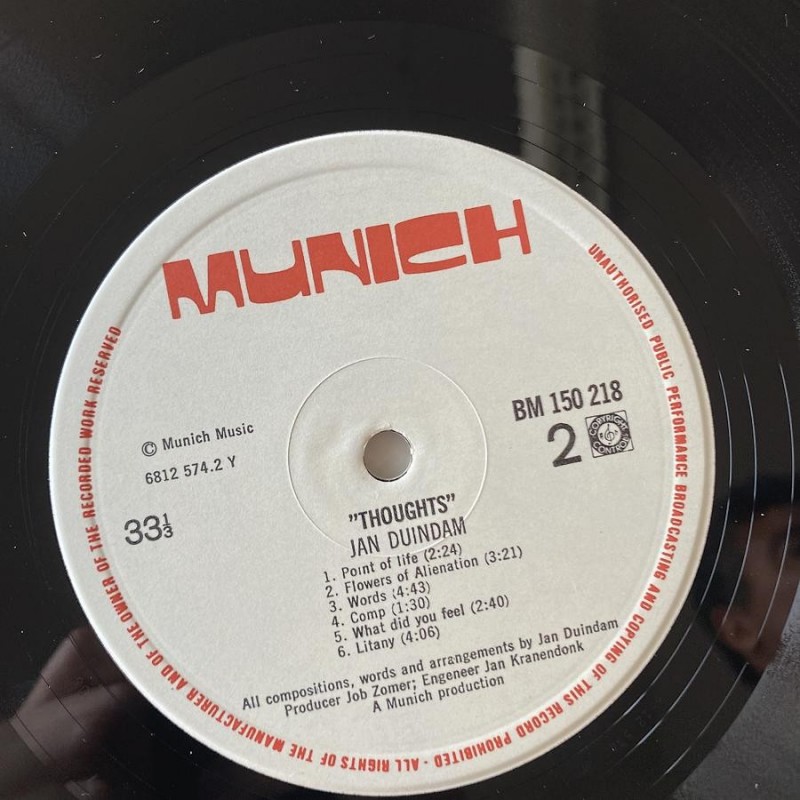 MUNICH
UNAUTHORISED PUBLIC PERFORMANCE BROADCASTING AND COPYING OF THIS RECORD PROHIBITED - ALL RIGHTS OF THE MANUFACTURER AND OF THE OWNER OF THE RECORDED WORK RESERVED
© Munich Music
6812 574.2 Y
33⅓
BM 150 218
2
COPYRIGHT CONTROL
"THOUGHTS"
JAN DUINDAM
1. Point of life (2:24)
2. Flowers of Alienation (3:21)
3. Words (4:43)
4. Comp (1:30)
5. What did you feel (2:40)
6. Litany (4:06)
All compositions, words and arrangements by Jan Duindam
Producer Job Zomer; Engeneer Jan Kranendonk
A Munich production